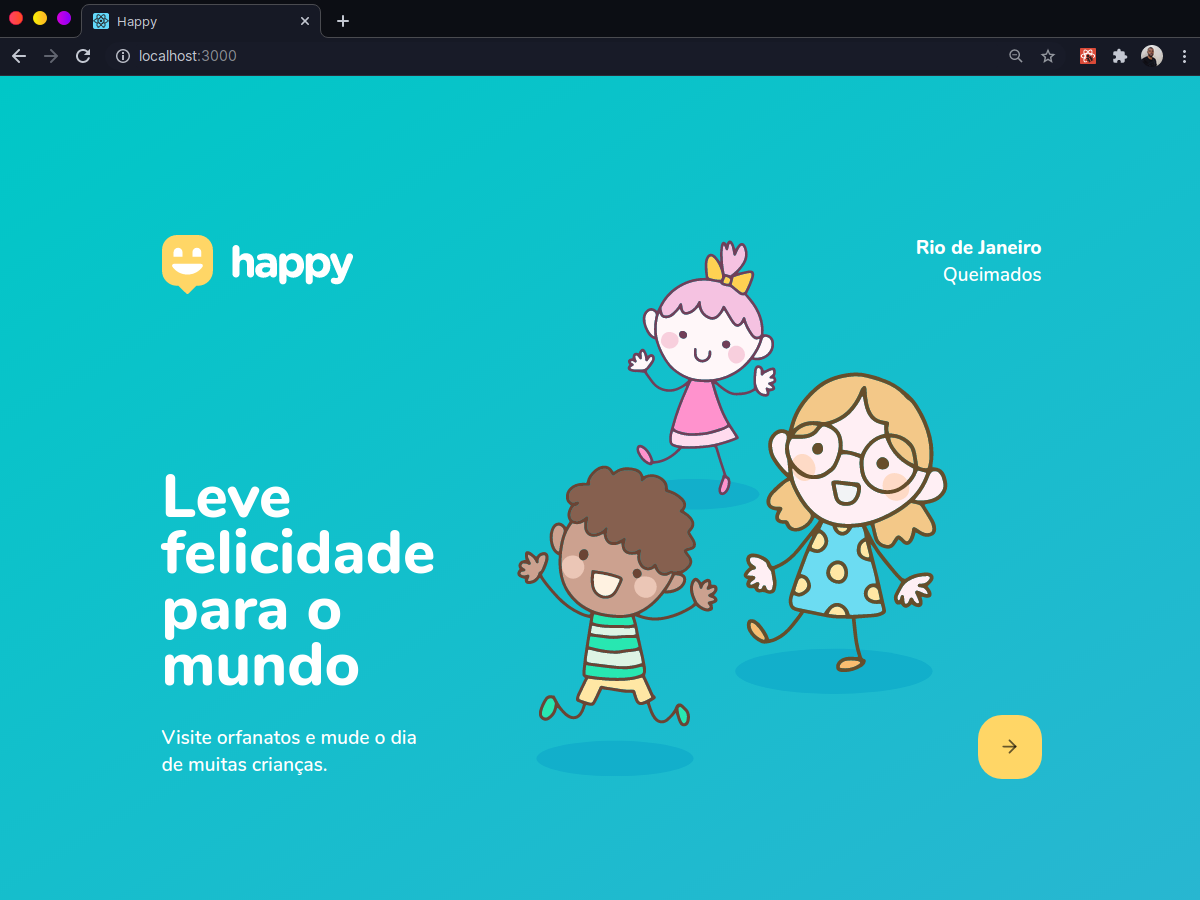 Happy
localhost:3000
happy
Rio de Janeiro
Queimados
Leve
felicidade
para o
mundo
Visite orfanatos e mude o dia
de muitas crianças.